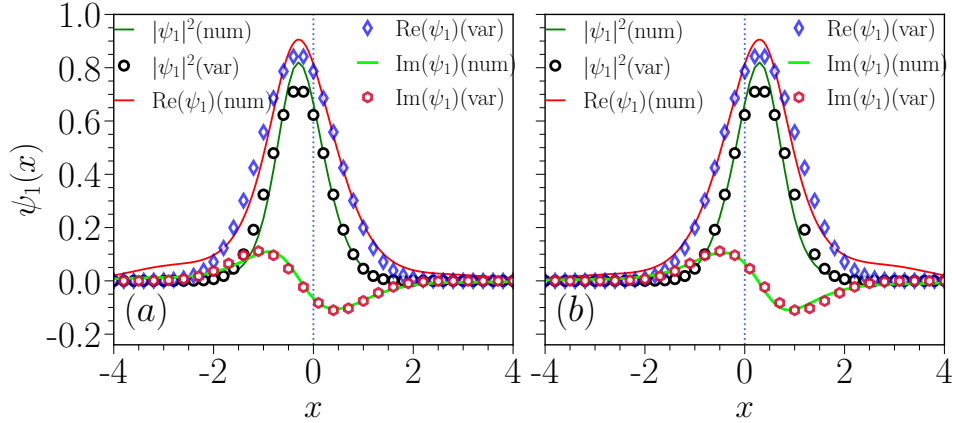 1.0
0.8
0.6
0.4
0.2
0.0
-0.2
ψ₁(x)
|ψ₁|²(num)
|ψ₁|²(var)
Re(ψ₁)(num)
Re(ψ₁)(var)
Im(ψ₁)(num)
Im(ψ₁)(var)
(a)
-4 -2 0 2 4
x
|ψ₁|²(num)
|ψ₁|²(var)
Re(ψ₁)(num)
Re(ψ₁)(var)
Im(ψ₁)(num)
Im(ψ₁)(var)
(b)
-4 -2 0 2 4
x